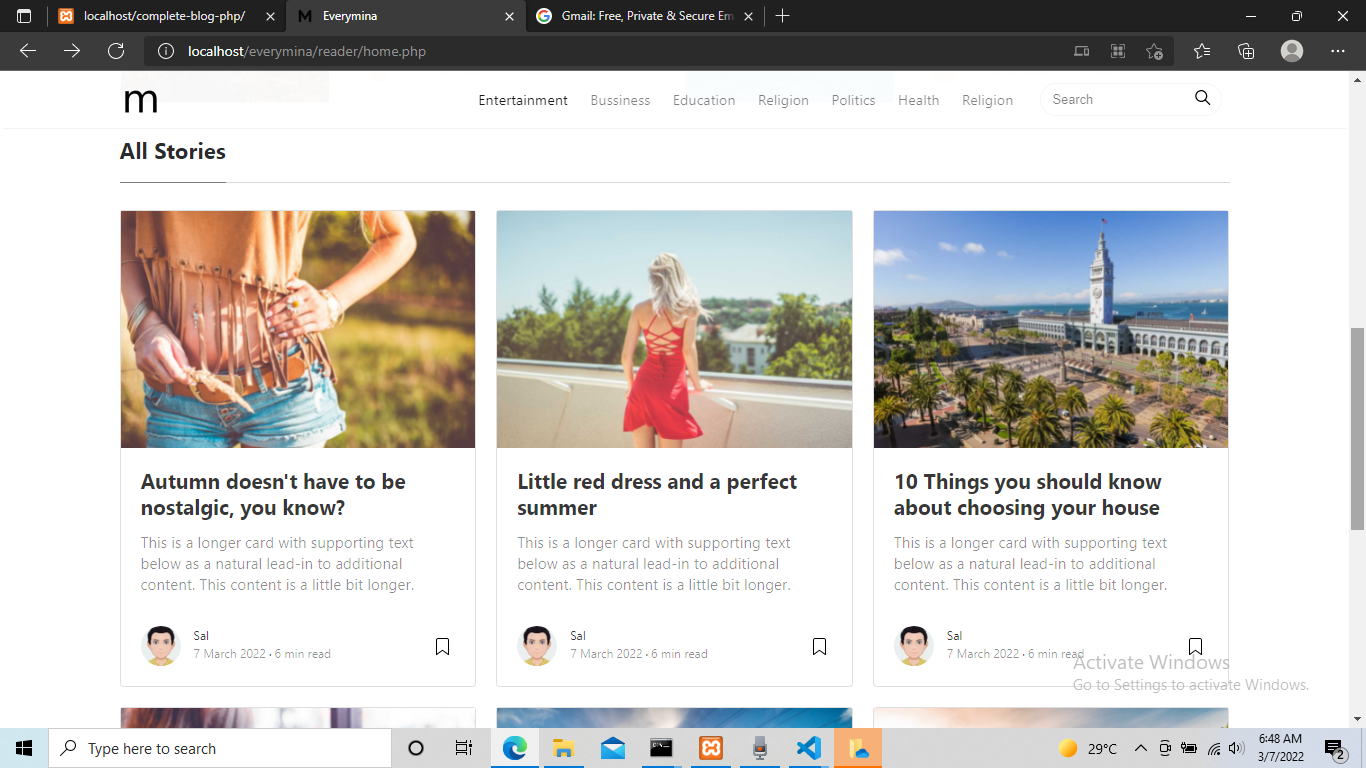 localhost/complete-blog-php/
Everymina
Gmail: Free, Private & Secure Em
localhost/everymina/reader/home.php
m
Entertainment
Bussiness
Education
Religion
Politics
Health
Religion
Search
All Stories
Autumn doesn't have to be
nostalgic, you know?
This is a longer card with supporting text
below as a natural lead-in to additional
content. This content is a little bit longer.
Sal
7 March 2022 · 6 min read
Little red dress and a perfect
summer
This is a longer card with supporting text
below as a natural lead-in to additional
content. This content is a little bit longer.
Sal
7 March 2022 · 6 min read
10 Things you should know
about choosing your house
This is a longer card with supporting text
below as a natural lead-in to additional
content. This content is a little bit longer.
Sal
7 March 2022 · 6 min read
Activate Windows
Go to Settings to activate Windows.
Type here to search
29°C
6:48 AM
3/7/2022
2